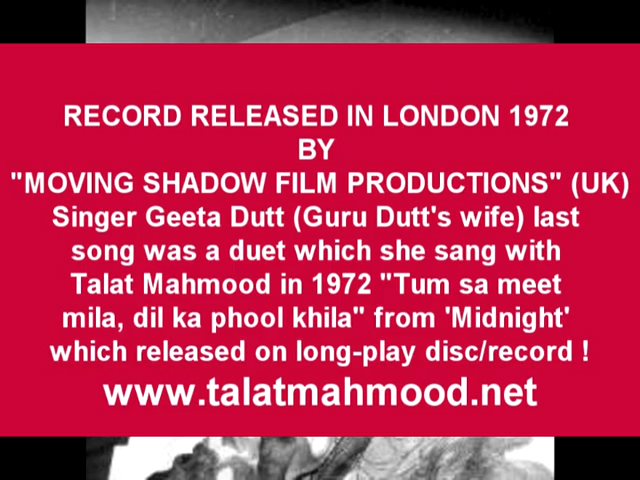 RECORD RELEASED IN LONDON 1972
BY
"MOVING SHADOW FILM PRODUCTIONS" (UK)
Singer Geeta Dutt (Guru Dutt's wife) last
song was a duet which she sang with
Talat Mahmood in 1972 "Tum sa meet
mila, dil ka phool khila" from 'Midnight'
which released on long-play disc/record !
www.talatmahmood.net